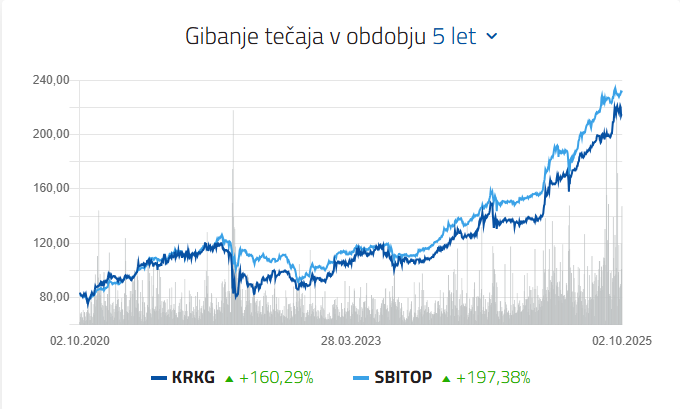 Gibanje tečaja v obdobju 5 let
240,00
200,00
160,00
120,00
80,00
02.10.2020 28.03.2023 02.10.2025
KRKG +160,29% SBITOP +197,38%